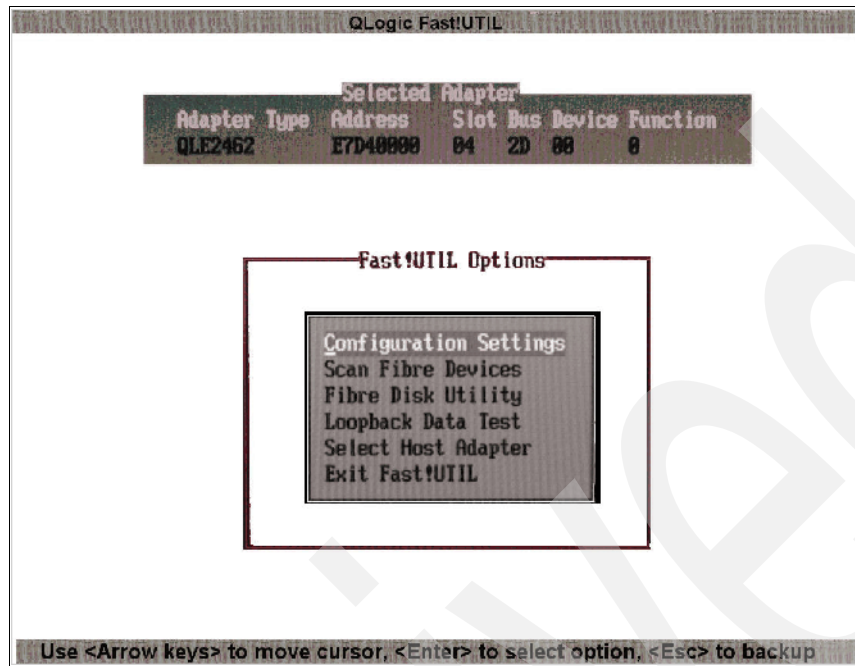 QLogic Fast!UTIL
Selected Adapter
Adapter Type Address Slot Bus Device Function
QLE2462 E7D40000 04 2D 00 0
Fast!UTIL Options
Configuration Settings
Scan Fibre Devices
Fibre Disk Utility
Loopback Data Test
Select Host Adapter
Exit Fast!UTIL
Use <Arrow keys> to move cursor, <Enter> to select option, <Esc> to backup